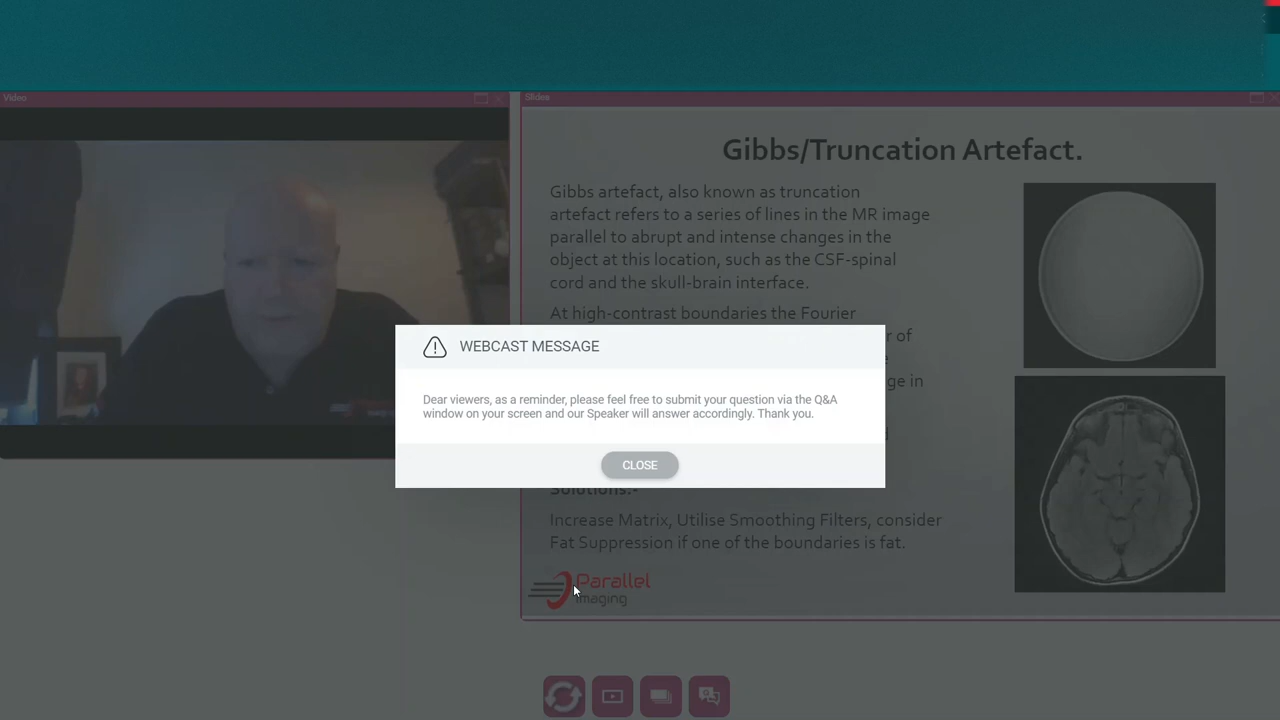 Video
Slides
Gibbs/Truncation Artefact.
Gibbs artefact, also known as truncation
artefact refers to a series of lines in the MR image
parallel to abrupt and intense changes in the
object at this location, such as the CSF-spinal
cord and the skull-brain interface.
At high-contrast boundaries the Fourier
of
ge in
WEBCAST MESSAGE
Dear viewers, as a reminder, please feel free to submit your question via the Q&A
window on your screen and our Speaker will answer accordingly. Thank you.
CLOSE
Solutions:-
Increase Matrix, Utilise Smoothing Filters, consider
Fat Suppression if one of the boundaries is fat.
Parallel
Imaging